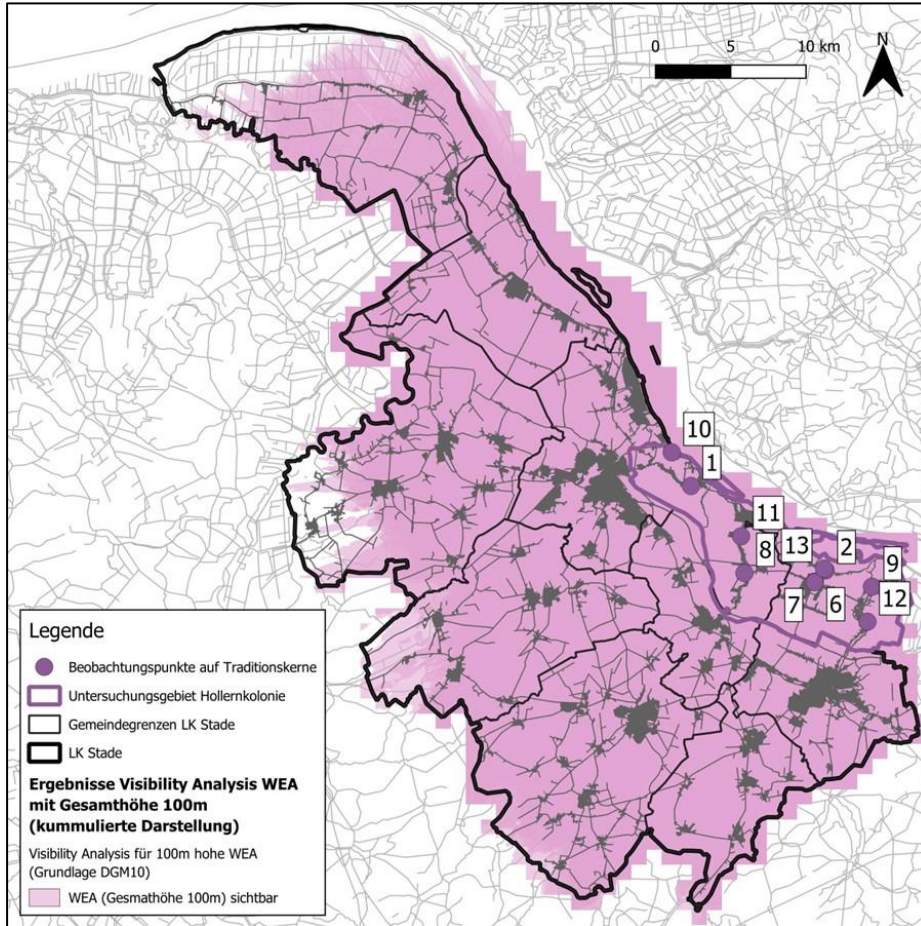 0 5 10 km
N
10
1
11
13
2
8
9
12
7
6
Legende
Beobachtungspunkte auf Traditionskerne
Untersuchungsgebiet Hollernkolonie
Gemeindegrenzen LK Stade
LK Stade
Ergebnisse Visibility Analysis WEA
mit Gesamthöhe 100m
(kummulierte Darstellung)
Visibility Analysis für 100m hohe WEA
(Grundlage DGM10)
WEA (Gesmathöhe 100m) sichtbar